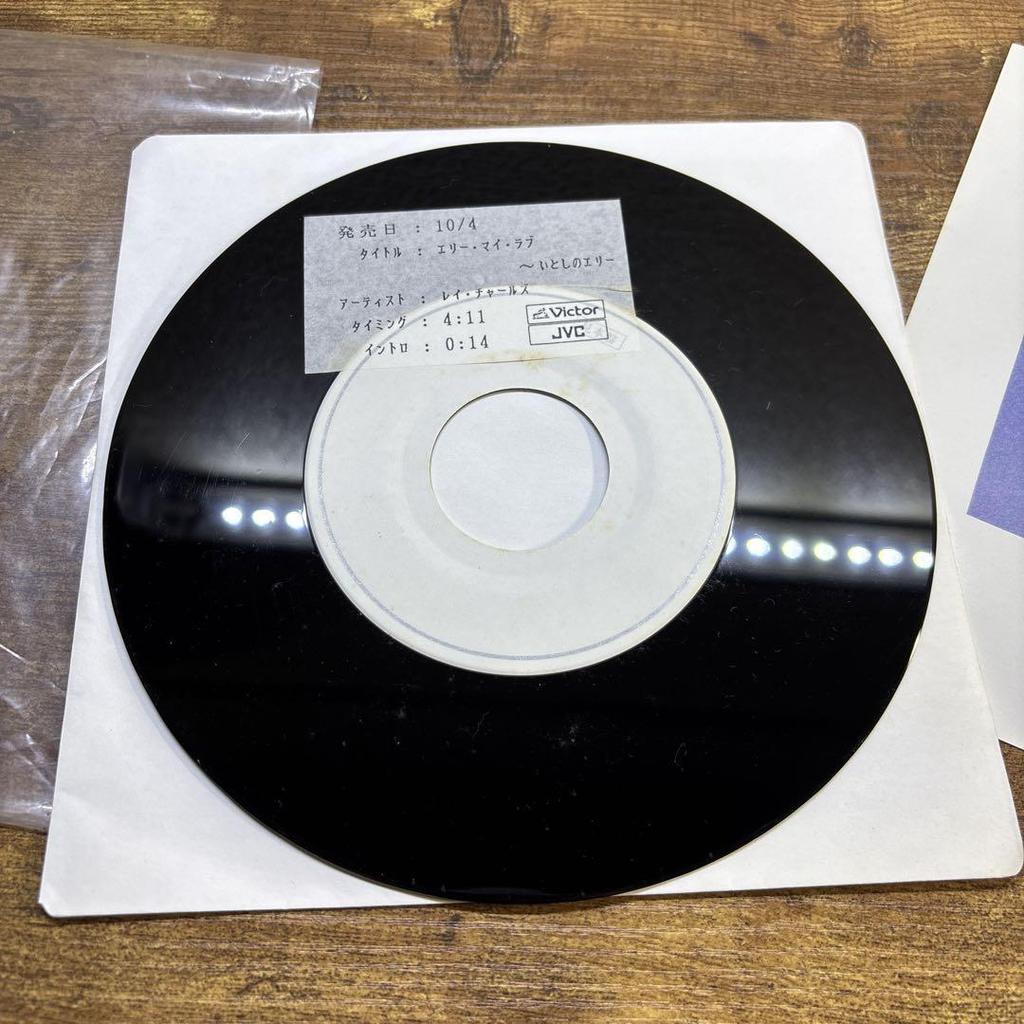 発売日 : 10/4
タイトル : エリー・マイ・ラブ
～いとしのエリー
アーティスト : レイ・チャールズ
タイミング : 4:11
イントロ : 0:14
Victor
JVC